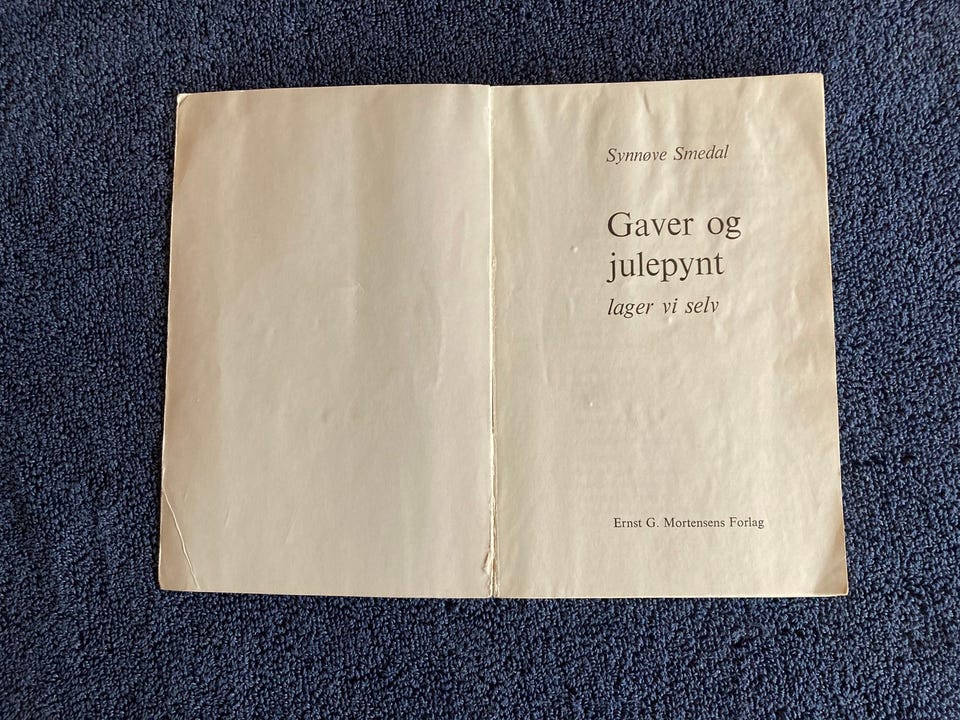 Synnøve Smedal
Gaver og
julepynt
lager vi selv
Ernst G. Mortensens Forlag